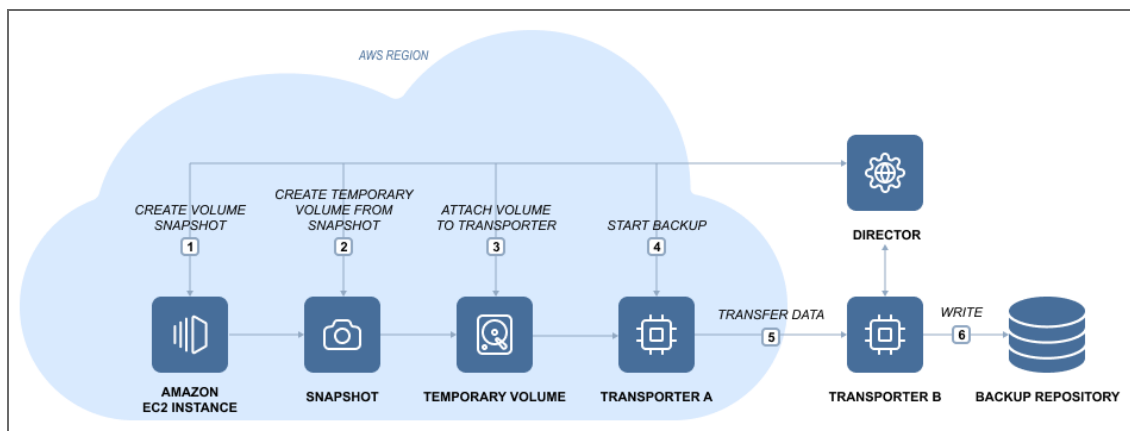 AWS REGION
CREATE VOLUME
SNAPSHOT
1
CREATE TEMPORARY
VOLUME FROM
SNAPSHOT
2
ATTACH VOLUME
TO TRANSPORTER
3
START BACKUP
4
DIRECTOR
TRANSFER DATA
5
WRITE
6
AMAZON
EC2 INSTANCE
SNAPSHOT
TEMPORARY VOLUME
TRANSPORTER A
TRANSPORTER B
BACKUP REPOSITORY